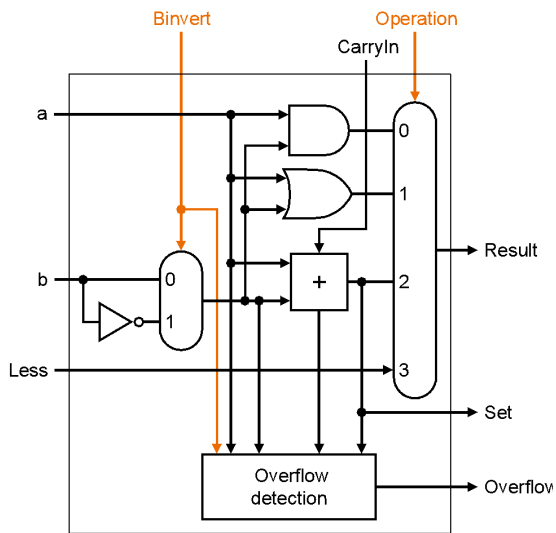 Binvert
Operation
CarryIn
a
0
1
b
0
1
+
2
Result
Less
3
Set
Overflow
detection
Overflow